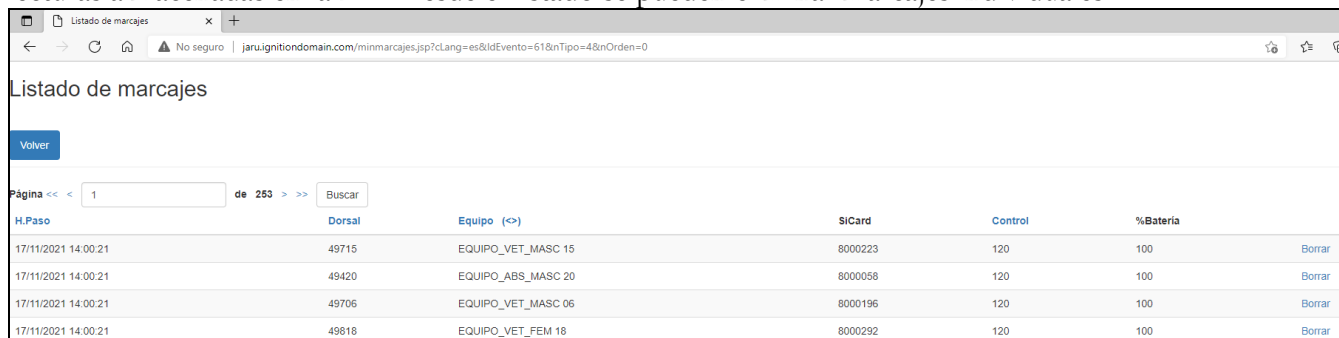 Listado de marcajes
No seguro | jaru.ignitiondomain.com/minmarcajes.jsp?cLang=es&IdEvento=61&nTipo=4&nOrden=0
Listado de marcajes
Volver
Página << < 1 de 253 > >> Buscar
H.Paso Dorsal Equipo (<>) SiCard Control %Batería
17/11/2021 14:00:21 49715 EQUIPO_VET_MASC 15 8000223 120 100 Borrar
17/11/2021 14:00:21 49420 EQUIPO_ABS_MASC 20 8000058 120 100 Borrar
17/11/2021 14:00:21 49706 EQUIPO_VET_MASC 06 8000196 120 100 Borrar
17/11/2021 14:00:21 49818 EQUIPO_VET_FEM 18 8000292 120 100 Borrar